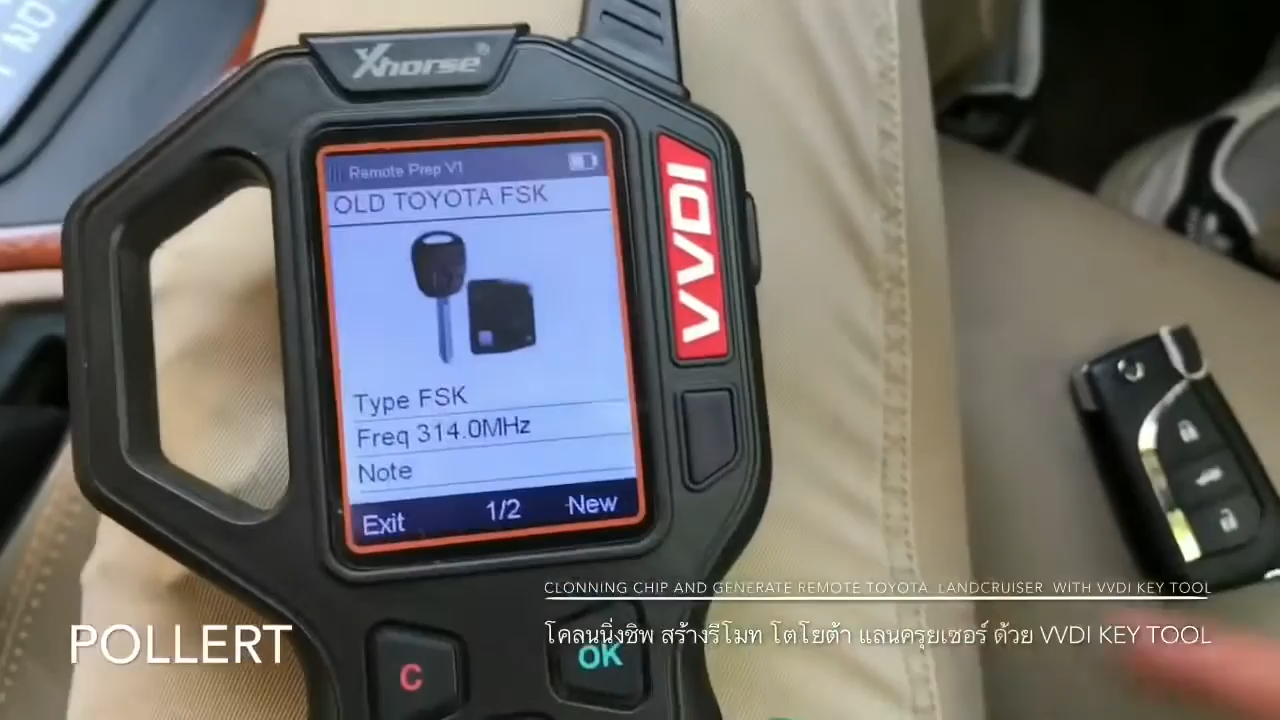 Xhorse
Remote Prep V1
OLD TOYOTA FSK
Type FSK
Freq 314.0MHz
Note
Exit 1/2 New
VVDI
C
OK
CLONNING CHIP AND GENERATE REMOTE TOYOTA LANDCRUISER WITH VVDI KEY TOOL
POLLERT
โคลนนิ่งชิพ สร้างรีโมท โตโยต้า แลนครุยเซอร์ ด้วย VVDI KEY TOOL